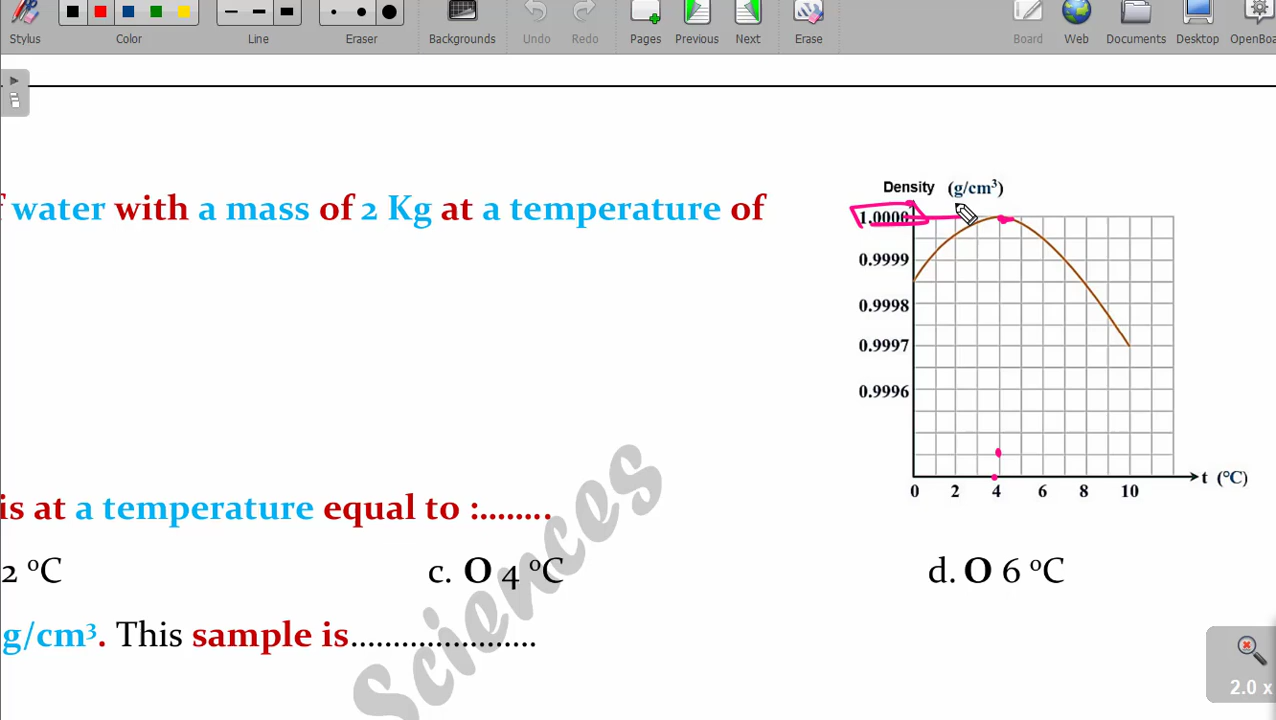 Stylus Color Line Eraser Backgrounds Undo Redo Pages Previous Next Erase Board Web Documents Desktop
water with a mass of 2 Kg at a temperature of
Density (g/cm³)
1.0000
0.9999
0.9998
0.9997
0.9996
0 2 4 6 8 10 t (°C)
is at a temperature equal to :........
2 °C c. O 4 °C d. O 6 °C
g/cm³. This sample is.....................
Sciences
2.0 x